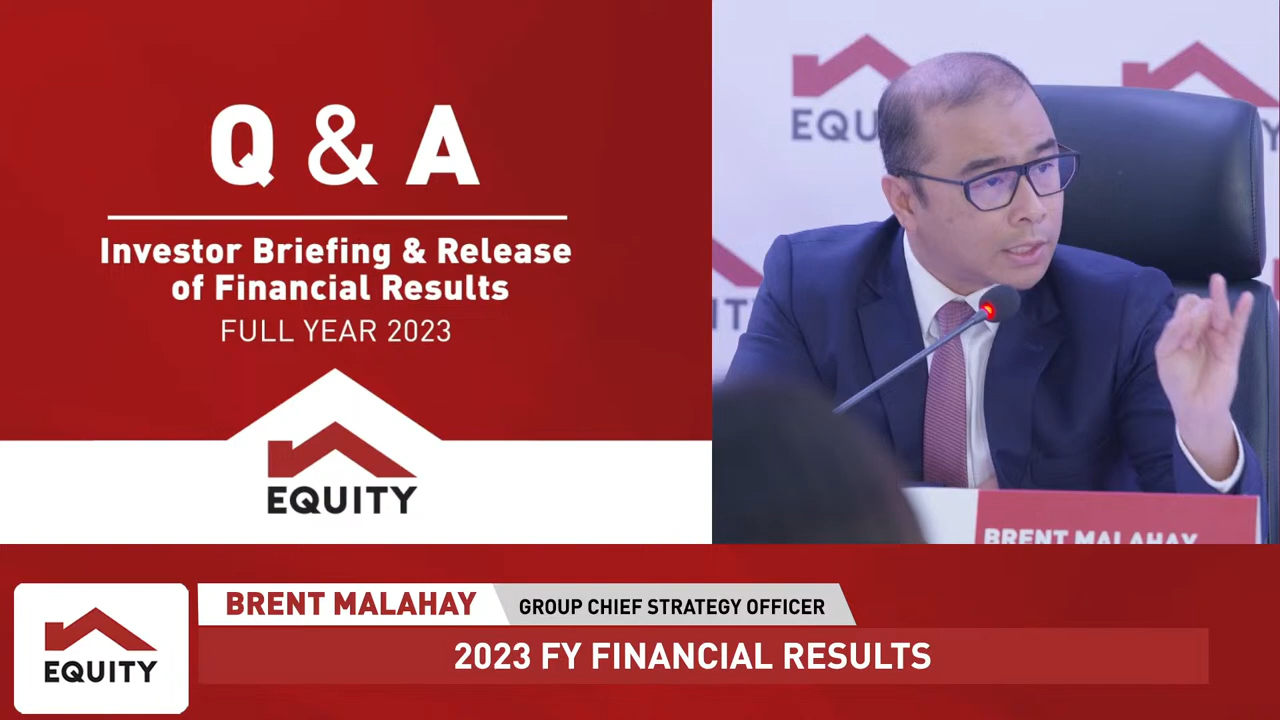 Q & A
Investor Briefing & Release
of Financial Results
FULL YEAR 2023
EQUITY
EQU
EQUITY
BRENT MALAHAY
EQUITY
BRENT MALAHAY
GROUP CHIEF STRATEGY OFFICER
2023 FY FINANCIAL RESULTS